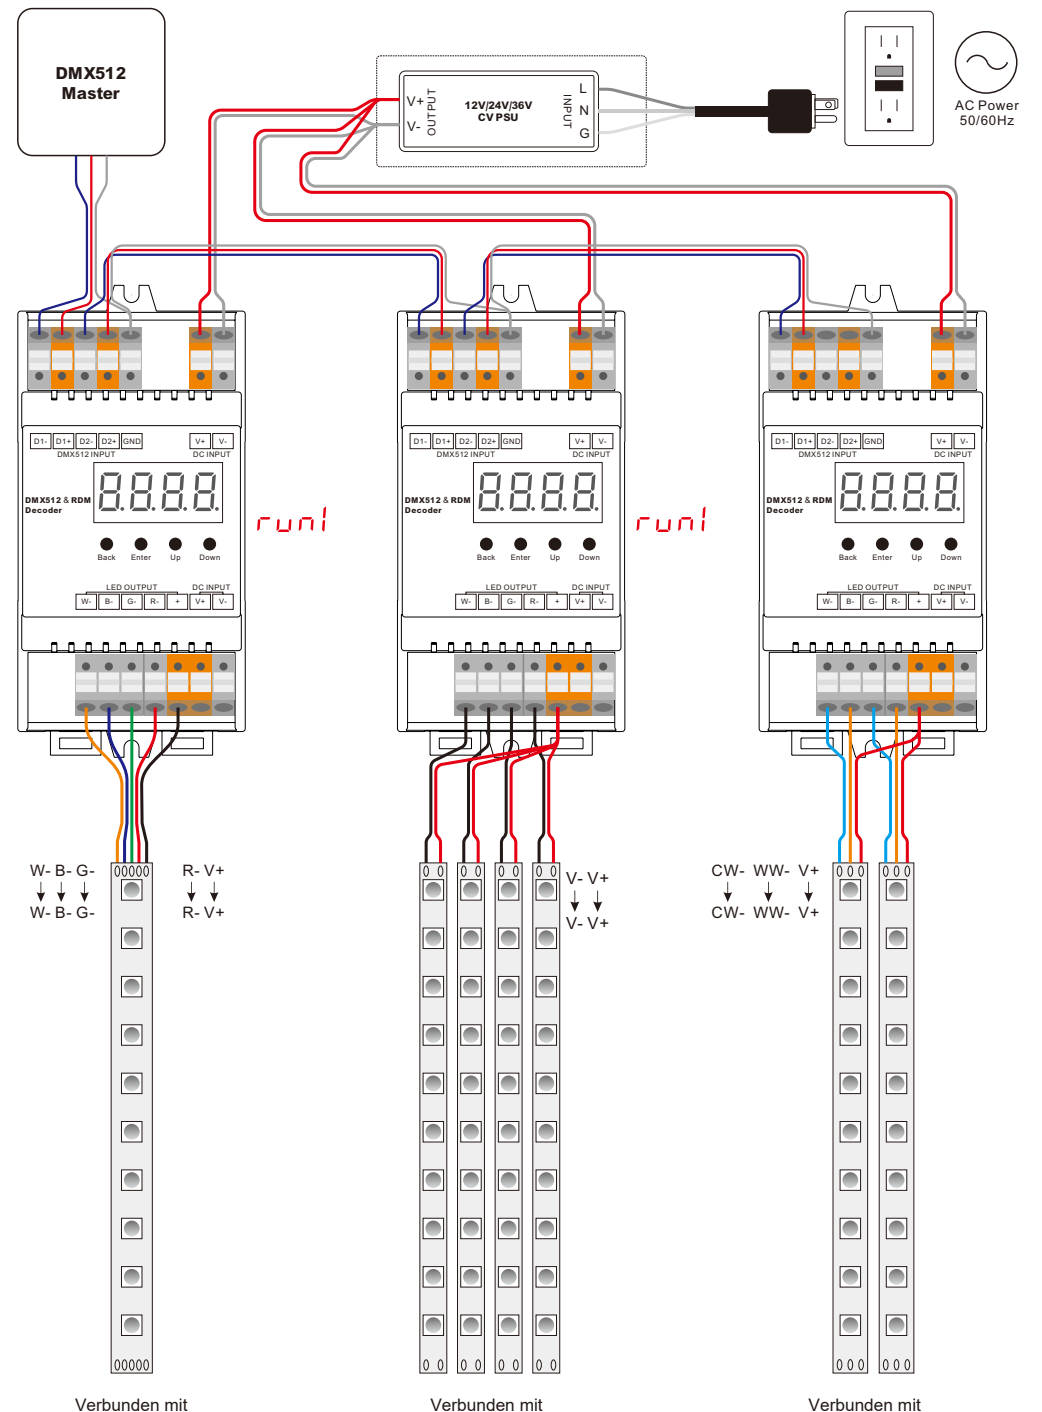 DMX512
Master
V+
V-
OUTPUT
12V/24V/36V
CV PSU
INPUT
L
N
G
AC Power
50/60Hz
D1- D1+ D2- D2+ GND V+ V-
DMX512 INPUT DC INPUT
DMX512 & RDM
Decoder
8.8.8.8.
Back Enter Up Down
LED OUTPUT DC INPUT
W- B- G- R- + V+ V-
run1
D1- D1+ D2- D2+ GND V+ V-
DMX512 INPUT DC INPUT
DMX512 & RDM
Decoder
8.8.8.8.
Back Enter Up Down
LED OUTPUT DC INPUT
W- B- G- R- + V+ V-
run1
D1- D1+ D2- D2+ GND V+ V-
DMX512 INPUT DC INPUT
DMX512 & RDM
Decoder
8.8.8.8.
Back Enter Up Down
LED OUTPUT DC INPUT
W- B- G- R- + V+ V-
W- B- G- R- V+
W- B- G- R- V+
V- V+
V- V+
CW- WW- V+
CW- WW- V+
Verbunden mit
Verbunden mit
Verbunden mit